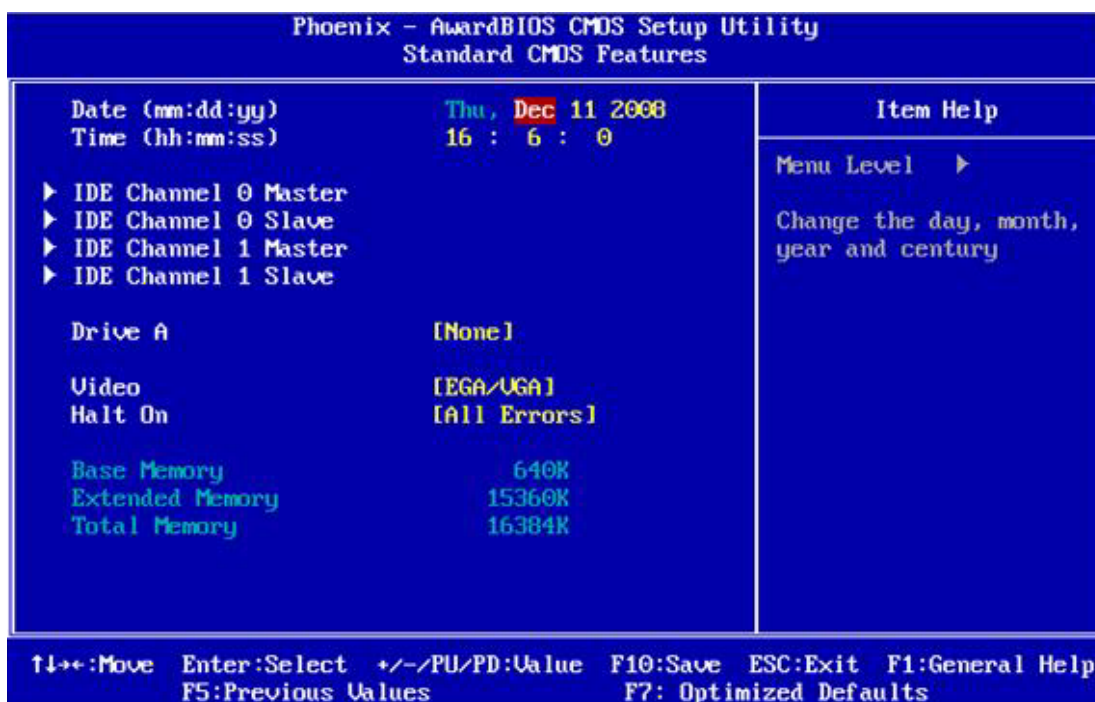 Phoenix - AwardBIOS CMOS Setup Utility
Standard CMOS Features
Date (mm:dd:yy) Thu, Dec 11 2008
Time (hh:mm:ss) 16 : 6 : 0
IDE Channel 0 Master
IDE Channel 0 Slave
IDE Channel 1 Master
IDE Channel 1 Slave
Drive A [None]
Video [EGA/VGA]
Halt On [All Errors]
Base Memory 640K
Extended Memory 15360K
Total Memory 16384K
Item Help
Menu Level
Change the day, month,
year and century
↑↓→←:Move Enter:Select +/-/PU/PD:Value F10:Save ESC:Exit F1:General Help
F5:Previous Values F7: Optimized Defaults